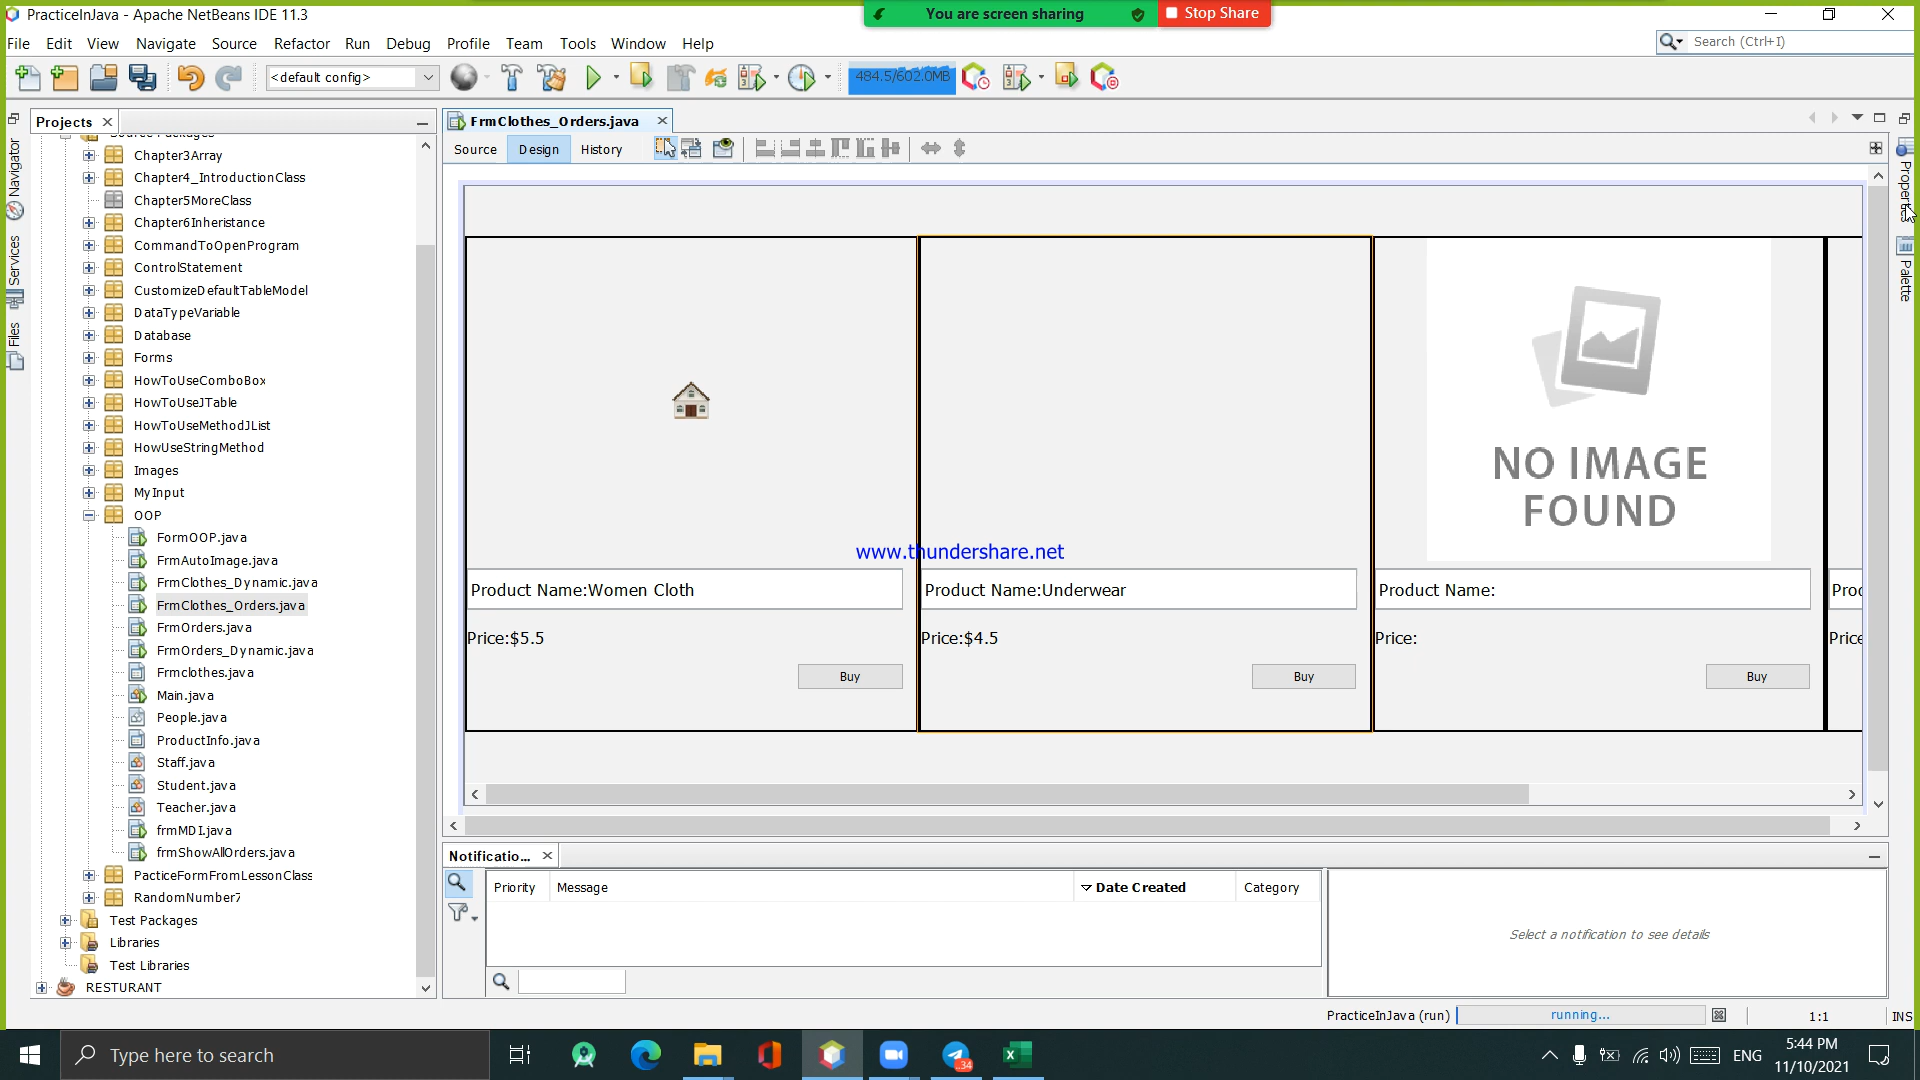 PracticeInJava - Apache NetBeans IDE 11.3
You are screen sharing
Stop Share
File Edit View Navigate Source Refactor Run Debug Profile Team Tools Window Help
Search (Ctrl+I)
<default config>
484.5/602.0MB
Projects
FrmClothes_Orders.java
Source Design History
Navigator
Services
Files
Properties
Palette
Source Packages
Chapter3Array
Chapter4_IntroductionClass
Chapter5MoreClass
Chapter6Inheristance
CommandToOpenProgram
ControlStatement
CustomizeDefaultTableModel
DataTypeVariable
Database
Forms
HowToUseComboBox
HowToUseJTable
HowToUseMethodJList
HowUseStringMethod
Images
MyInput
OOP
FormOOP.java
FrmAutoImage.java
FrmClothes_Dynamic.java
FrmClothes_Orders.java
FrmOrders.java
FrmOrders_Dynamic.java
Frmclothes.java
Main.java
People.java
ProductInfo.java
Staff.java
Student.java
Teacher.java
frmMDI.java
frmShowAllOrders.java
PacticeFormFromLessonClass
RandomNumber7
Test Packages
Libraries
Test Libraries
RESTURANT
NO IMAGE
FOUND
www.thundershare.net
Product Name:Women Cloth
Product Name:Underwear
Product Name:
Price:$5.5
Price:$4.5
Price:
Price
Buy
Buy
Buy
Notificatio...
Priority Message Date Created Category
Select a notification to see details
PracticeInJava (run) running... 1:1 INS
Type here to search
34
ENG
5:44 PM
11/10/2021